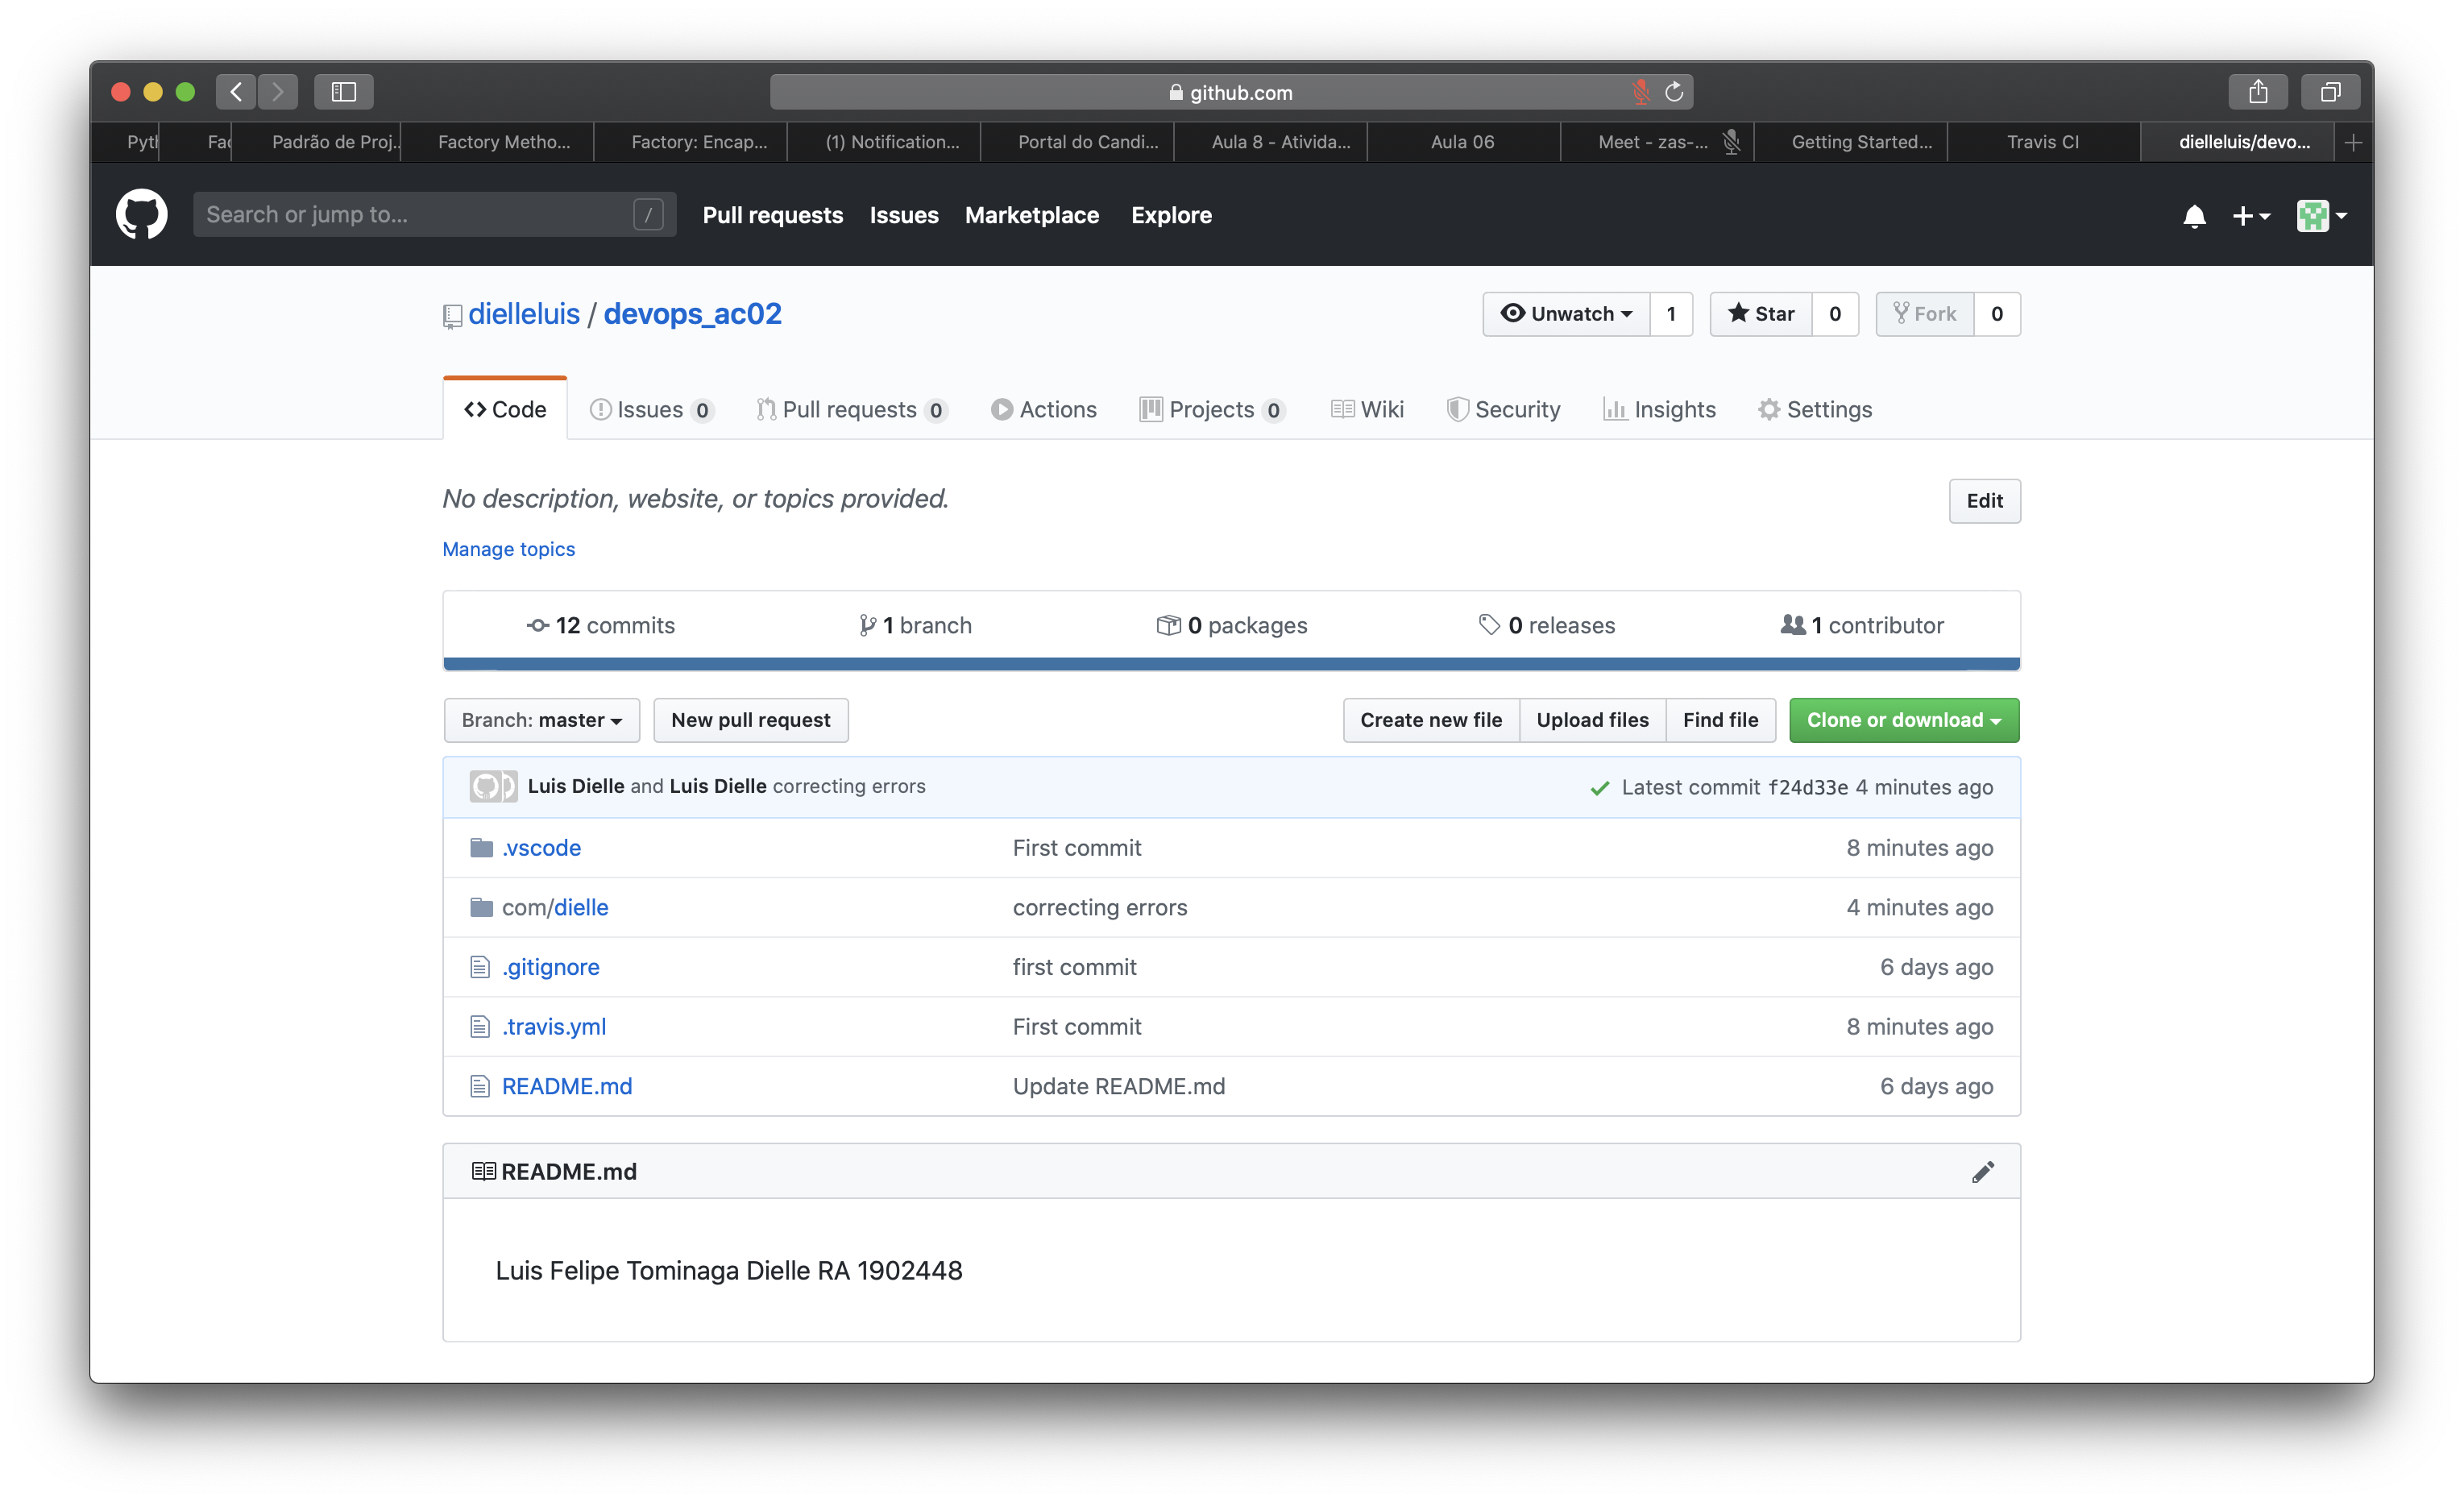 github.com
Pyth Fac Padrão de Proj... Factory Metho... Factory: Encap... (1) Notification... Portal do Candi... Aula 8 - Ativida... Aula 06 Meet - zas-... Getting Started... Travis CI dielleluis/devo...
Search or jump to... / Pull requests Issues Marketplace Explore
dielleluis / devops_ac02 Unwatch 1 Star 0 Fork 0
Code Issues 0 Pull requests 0 Actions Projects 0 Wiki Security Insights Settings
No description, website, or topics provided. Edit
Manage topics
12 commits 1 branch 0 packages 0 releases 1 contributor
Branch: master New pull request Create new file Upload files Find file Clone or download
Luis Dielle and Luis Dielle correcting errors Latest commit f24d33e 4 minutes ago
.vscode First commit 8 minutes ago
com/dielle correcting errors 4 minutes ago
.gitignore first commit 6 days ago
.travis.yml First commit 8 minutes ago
README.md Update README.md 6 days ago
README.md
Luis Felipe Tominaga Dielle RA 1902448